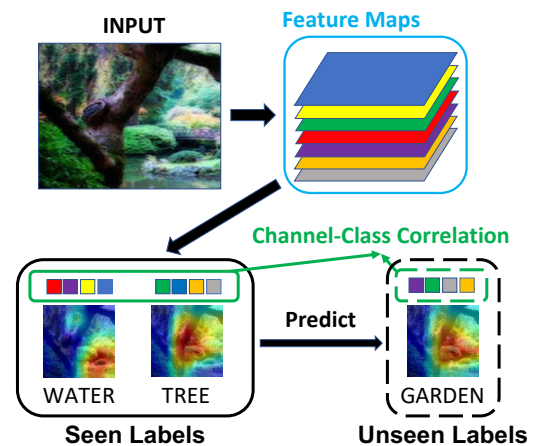 INPUT
Feature Maps
Channel-Class Correlation
Predict
WATER
TREE
GARDEN
Seen Labels
Unseen Labels